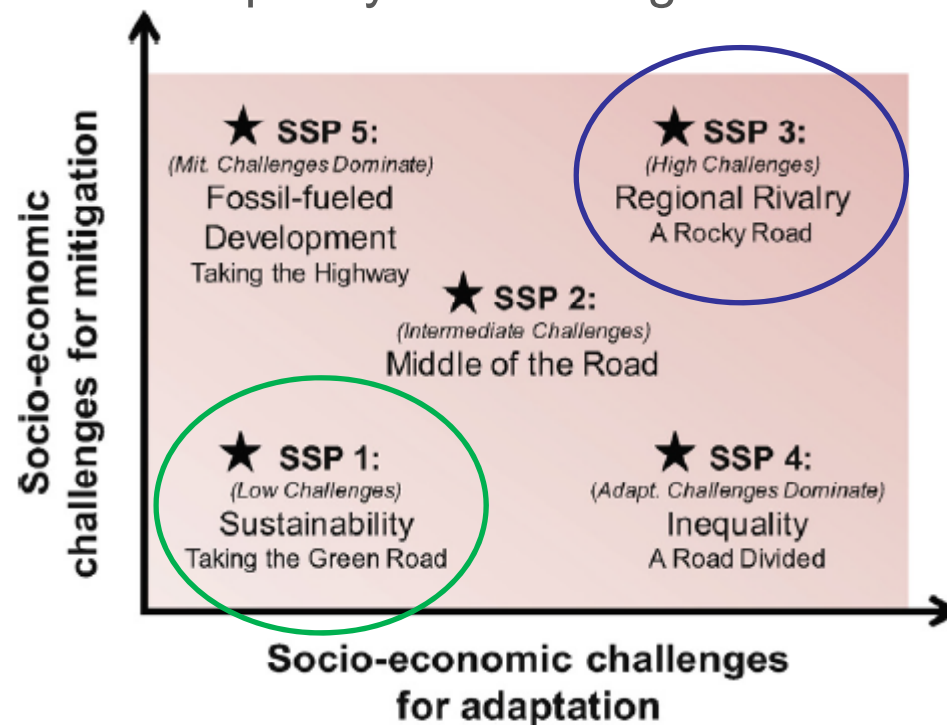 Socio-economic
challenges for mitigation
★ SSP 5:
(Mit. Challenges Dominate)
Fossil-fueled
Development
Taking the Highway
★ SSP 3:
(High Challenges)
Regional Rivalry
A Rocky Road
★ SSP 2:
(Intermediate Challenges)
Middle of the Road
★ SSP 1:
(Low Challenges)
Sustainability
Taking the Green Road
★ SSP 4:
(Adapt. Challenges Dominate)
Inequality
A Road Divided
Socio-economic challenges
for adaptation